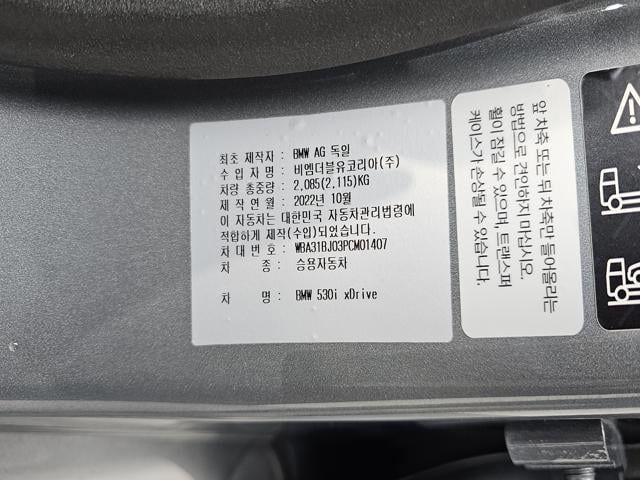 최초 제작자 : BMW AG 독일
수 입 자 명 : 비엠더블유코리아(주)
차량 총중량 : 2,085(2,115)KG
제 작 연 월 : 2022년 10월
이 자동차는 대한민국 자동차관리법령에
적합하게 제작(수입)되었습니다.
차 대 번 호 : WBA31BJ03PCM01407
차 종 : 승용자동차
차 명 : BMW 530i xDrive
앞 차축 또는 뒤 차축만 들어올리는
방법으로 견인하지 마십시오.
휠이 잠길 수 있으며, 트랜스퍼
케이스가 손상될 수 있습니다.